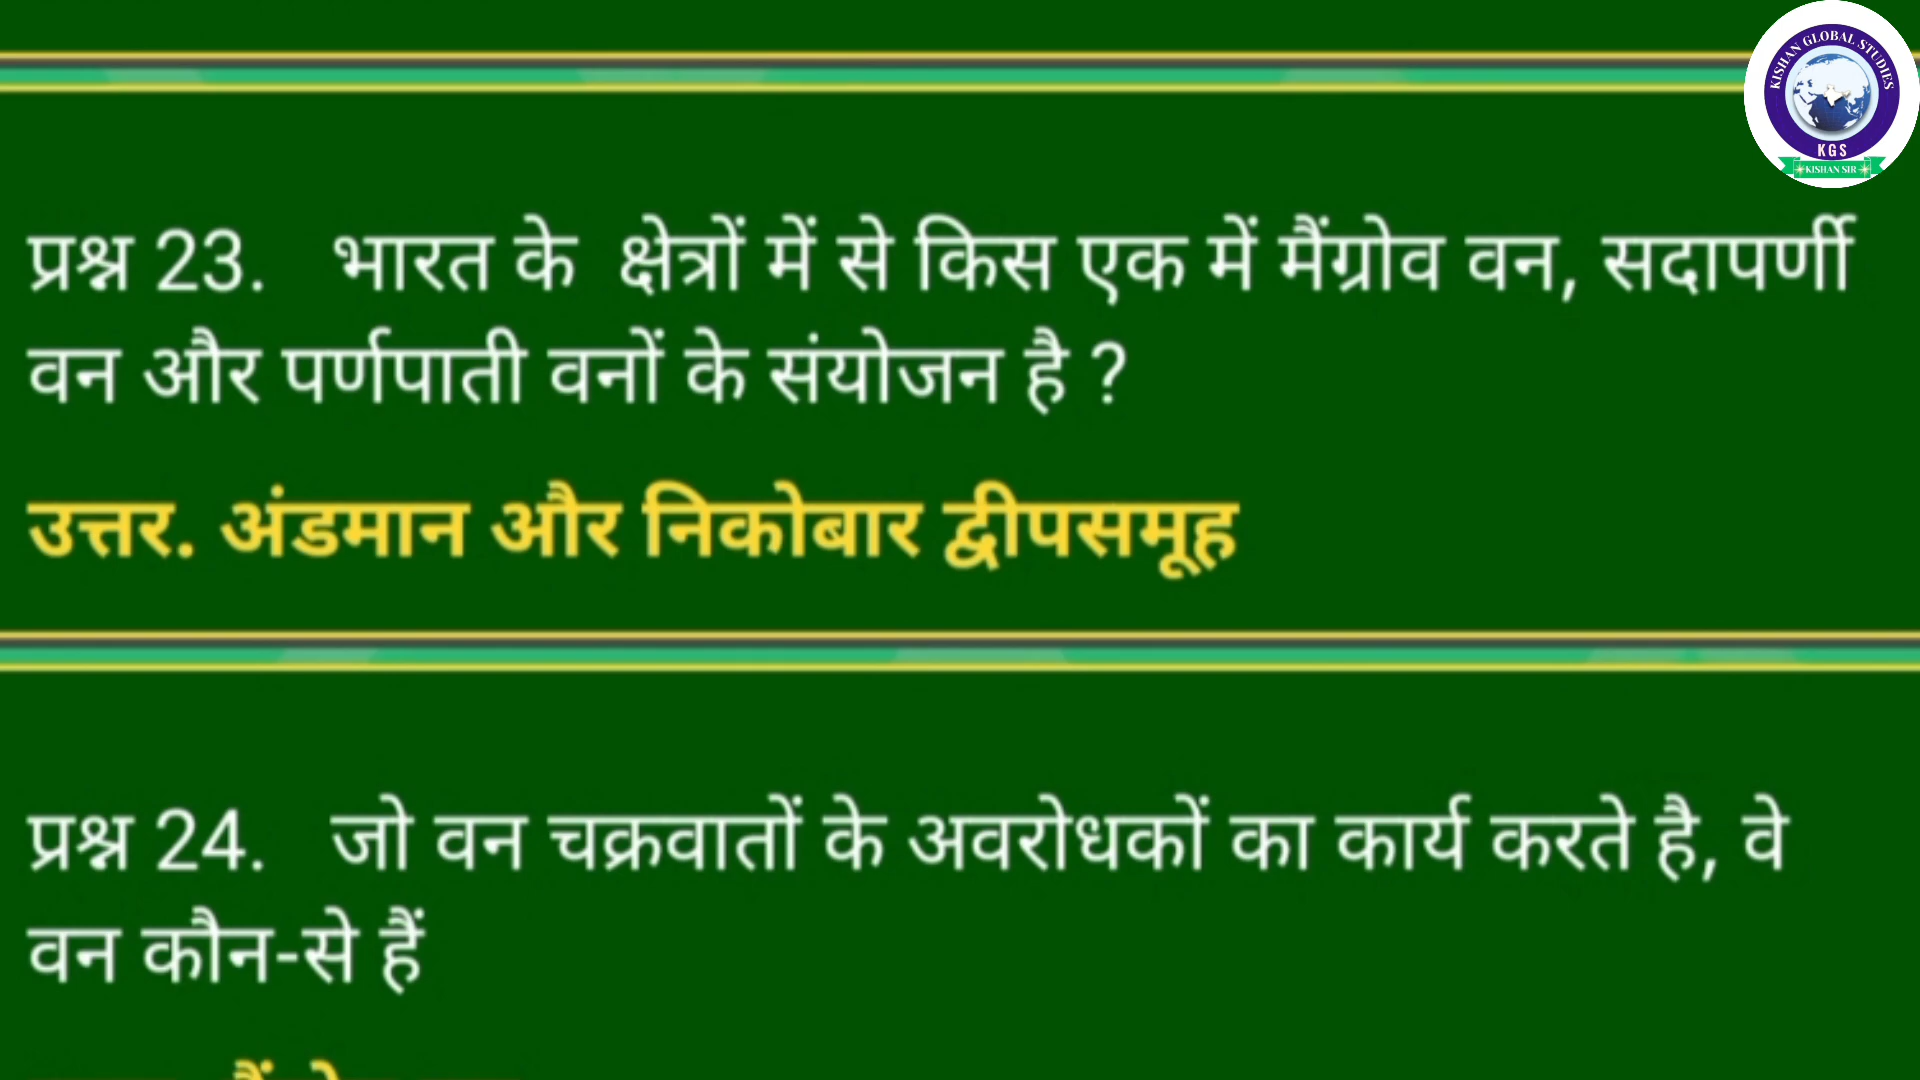 KISHAN GLOBAL STUDIES
KGS
KISHAN SIR
प्रश्न 23. भारत के क्षेत्रों में से किस एक में मैंग्रोव वन, सदापर्णी
वन और पर्णपाती वनों के संयोजन है ?
उत्तर. अंडमान और निकोबार द्वीपसमूह
प्रश्न 24. जो वन चक्रवातों के अवरोधकों का कार्य करते है, वे
वन कौन-से हैं